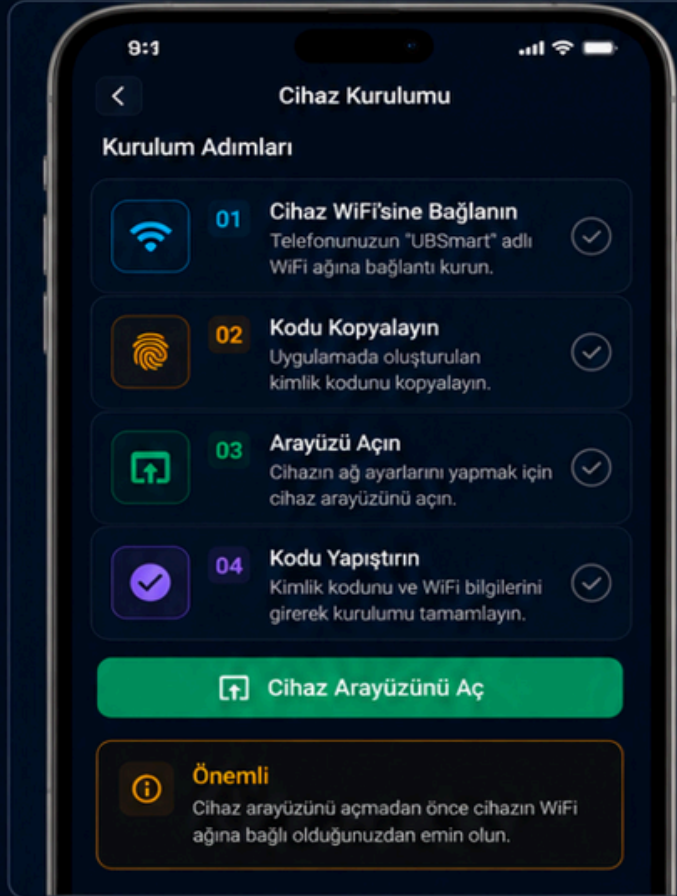 9:1
Cihaz Kurulumu
Kurulum Adımları
01
Cihaz WiFi'sine Bağlanın
Telefonunuzun "UBSmart" adlı
WiFi ağına bağlantı kurun.
02
Kodu Kopyalayın
Uygulamada oluşturulan
kimlik kodunu kopyalayın.
03
Arayüzü Açın
Cihazın ağ ayarlarını yapmak için
cihaz arayüzünü açın.
04
Kodu Yapıştırın
Kimlik kodunu ve WiFi bilgilerini
girerek kurulumu tamamlayın.
Cihaz Arayüzünü Aç
Önemli
Cihaz arayüzünü açmadan önce cihazın WiFi
ağına bağlı olduğunuzdan emin olun.